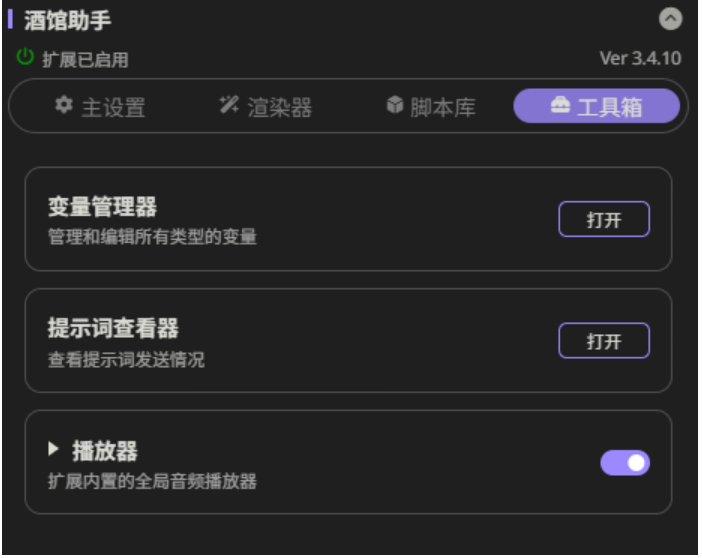 酒馆助手
扩展已启用
Ver 3.4.10
主设置
渲染器
脚本库
工具箱
变量管理器
管理和编辑所有类型的变量
打开
提示词查看器
查看提示词发送情况
打开
播放器
扩展内置的全局音频播放器